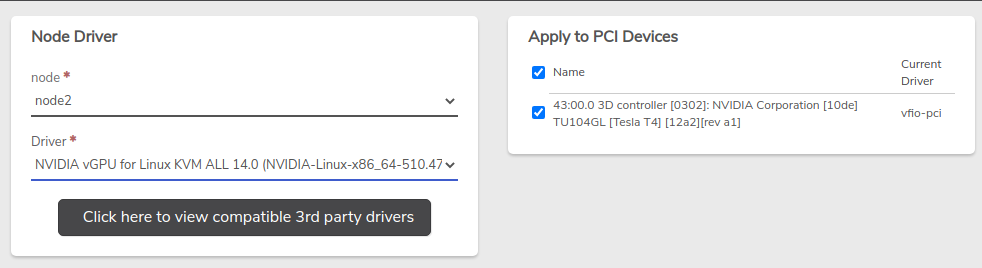 Node Driver
node *
node2
Driver *
NVIDIA vGPU for Linux KVM ALL 14.0 (NVIDIA-Linux-x86_64-510.47
Click here to view compatible 3rd party drivers
Apply to PCI Devices
Name
Current
Driver
43:00.0 3D controller [0302]: NVIDIA Corporation [10de]
TU104GL [Tesla T4] [12a2][rev a1]
vfio-pci